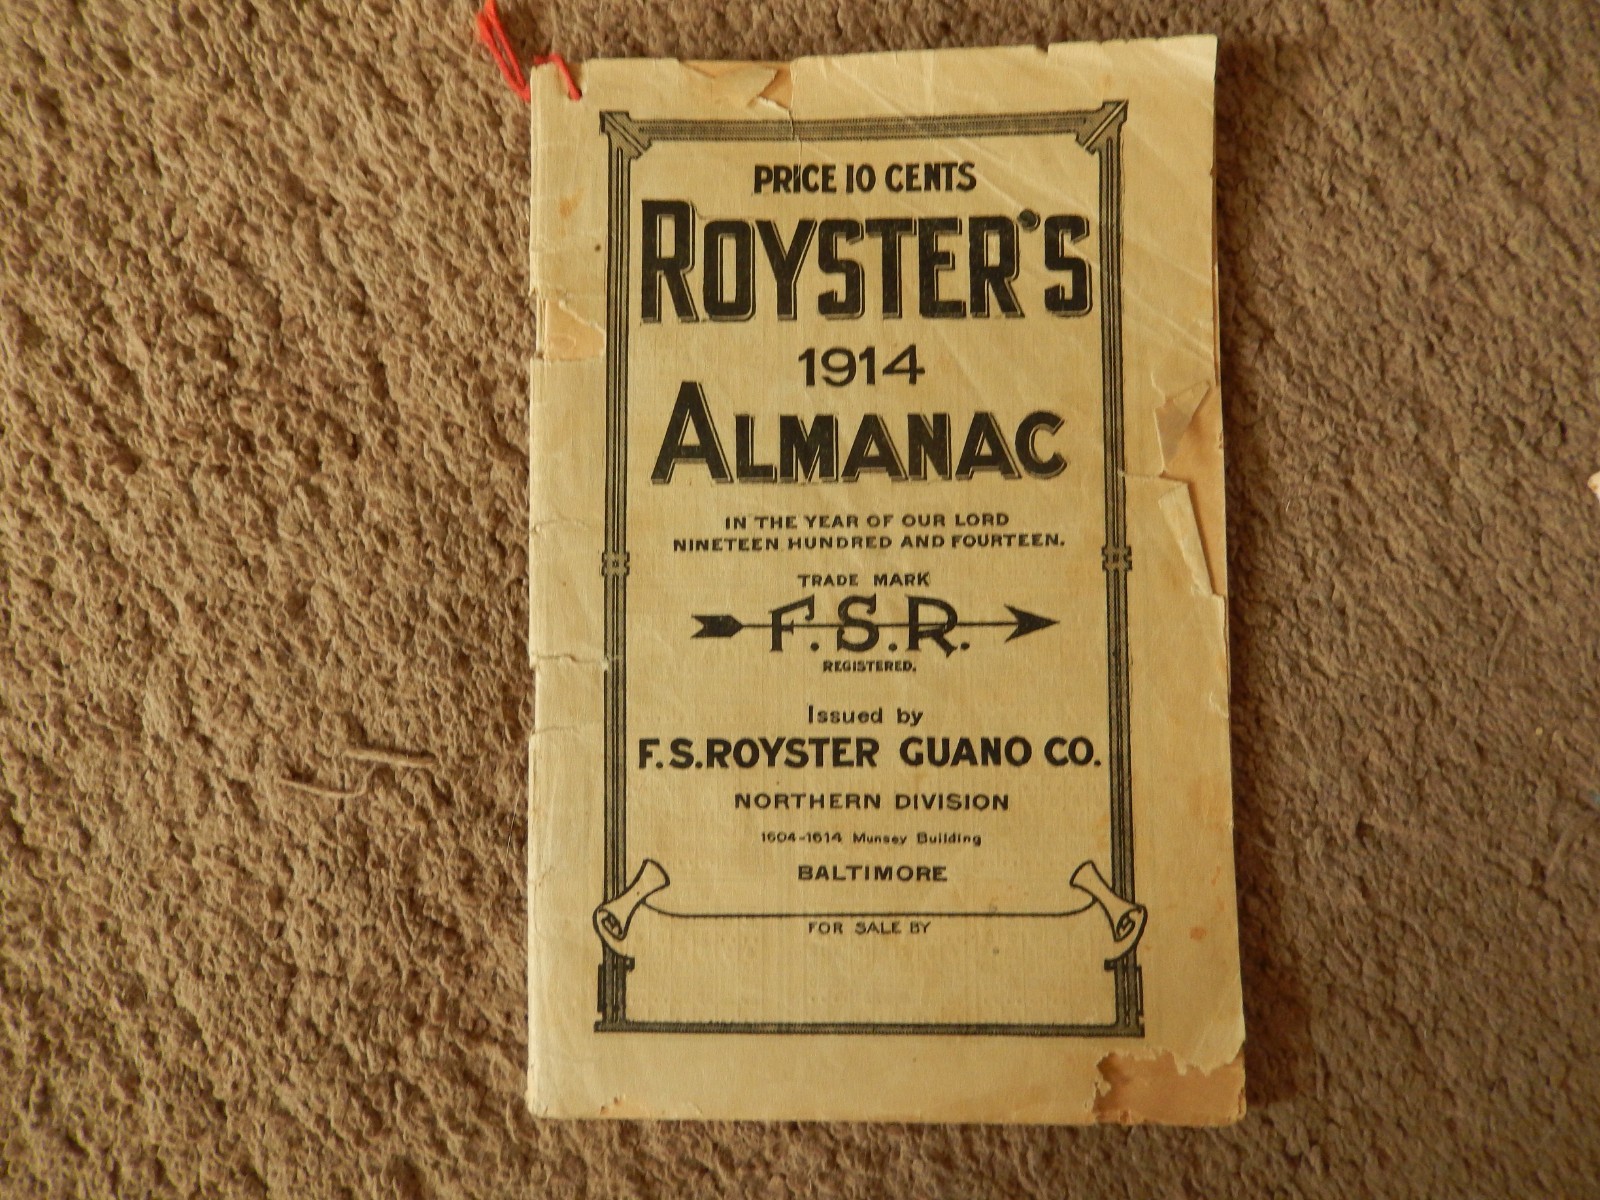 PRICE 10 CENTS
ROYSTER'S
1914
ALMANAC
IN THE YEAR OF OUR LORD
NINETEEN HUNDRED AND FOURTEEN.
TRADE MARK
F.S.R.
REGISTERED.
Issued by
F.S.ROYSTER GUANO CO.
NORTHERN DIVISION
1604-1614 Munsey Building
BALTIMORE
FOR SALE BY